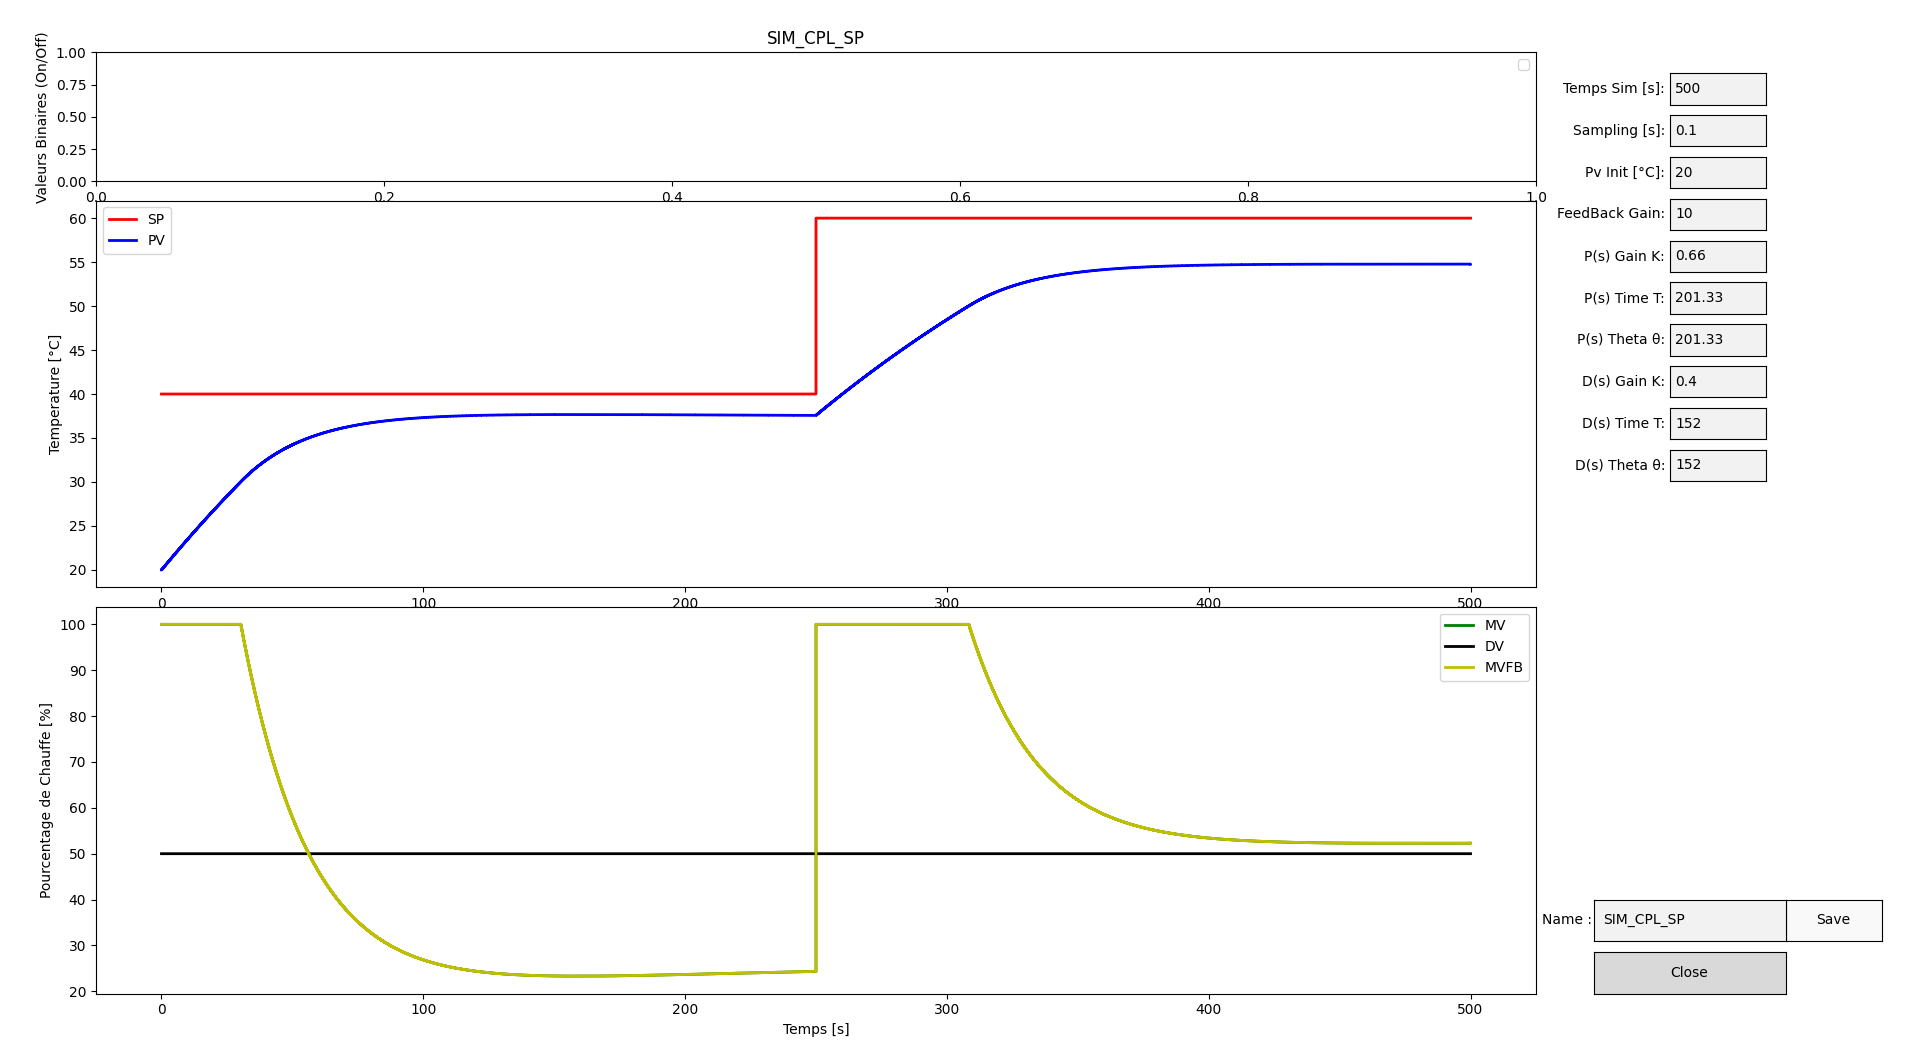 SIM_CPL_SP
Valeurs Binaires (On/Off)
1.00
0.75
0.50
0.25
0.00
0.0 0.2 0.4 0.6 0.8 1.0
Temperature [°C]
60
55
50
45
40
35
30
25
20
SP
PV
0 100 200 300 400 500
Pourcentage de Chauffe [%]
100
90
80
70
60
50
40
30
20
MV
DV
MVFB
0 100 200 300 400 500
Temps [s]
Temps Sim [s]: 500
Sampling [s]: 0.1
Pv Init [°C]: 20
FeedBack Gain: 10
P(s) Gain K: 0.66
P(s) Time T: 201.33
P(s) Theta θ: 201.33
D(s) Gain K: 0.4
D(s) Time T: 152
D(s) Theta θ: 152
Name : SIM_CPL_SP Save
Close